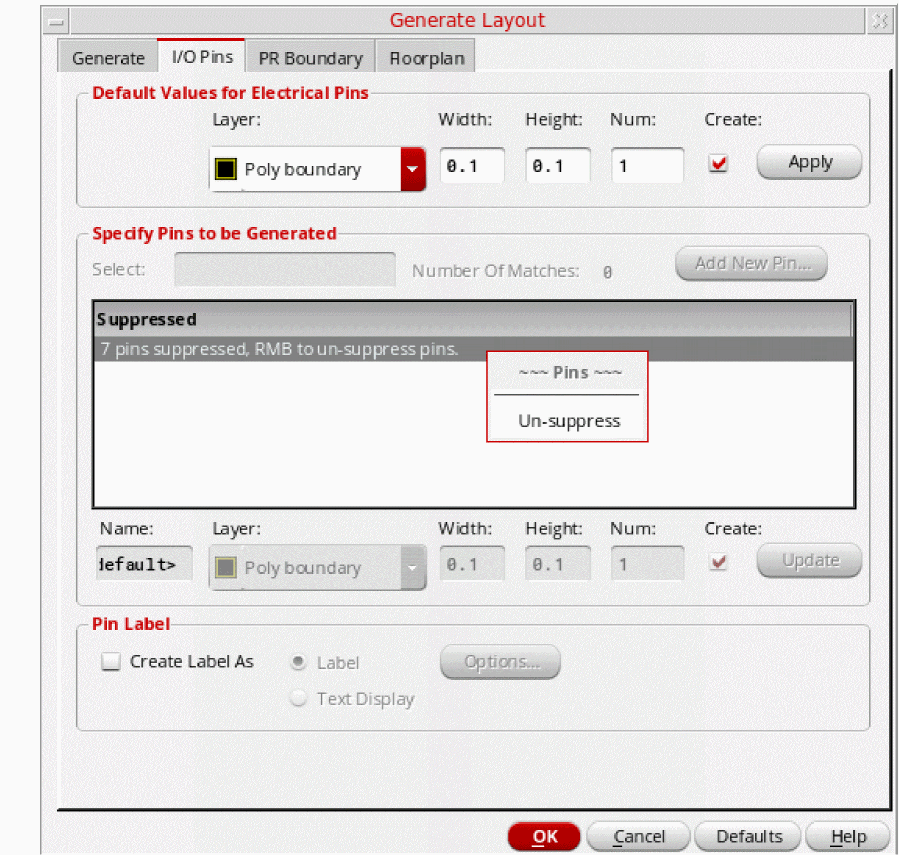 Generate Layout
Generate I/O Pins PR Boundary Floorplan
Default Values for Electrical Pins
Layer: Width: Height: Num: Create:
Poly boundary 0.1 0.1 1 Apply
Specify Pins to be Generated
Select: Number Of Matches: 0 Add New Pin...
Suppressed
7 pins suppressed, RMB to un-suppress pins.
~~~ Pins ~~~
Un-suppress
Name: Layer: Width: Height: Num: Create:
default> Poly boundary 0.1 0.1 1 Update
Pin Label
Create Label As Label Options...
Text Display
OK Cancel Defaults Help